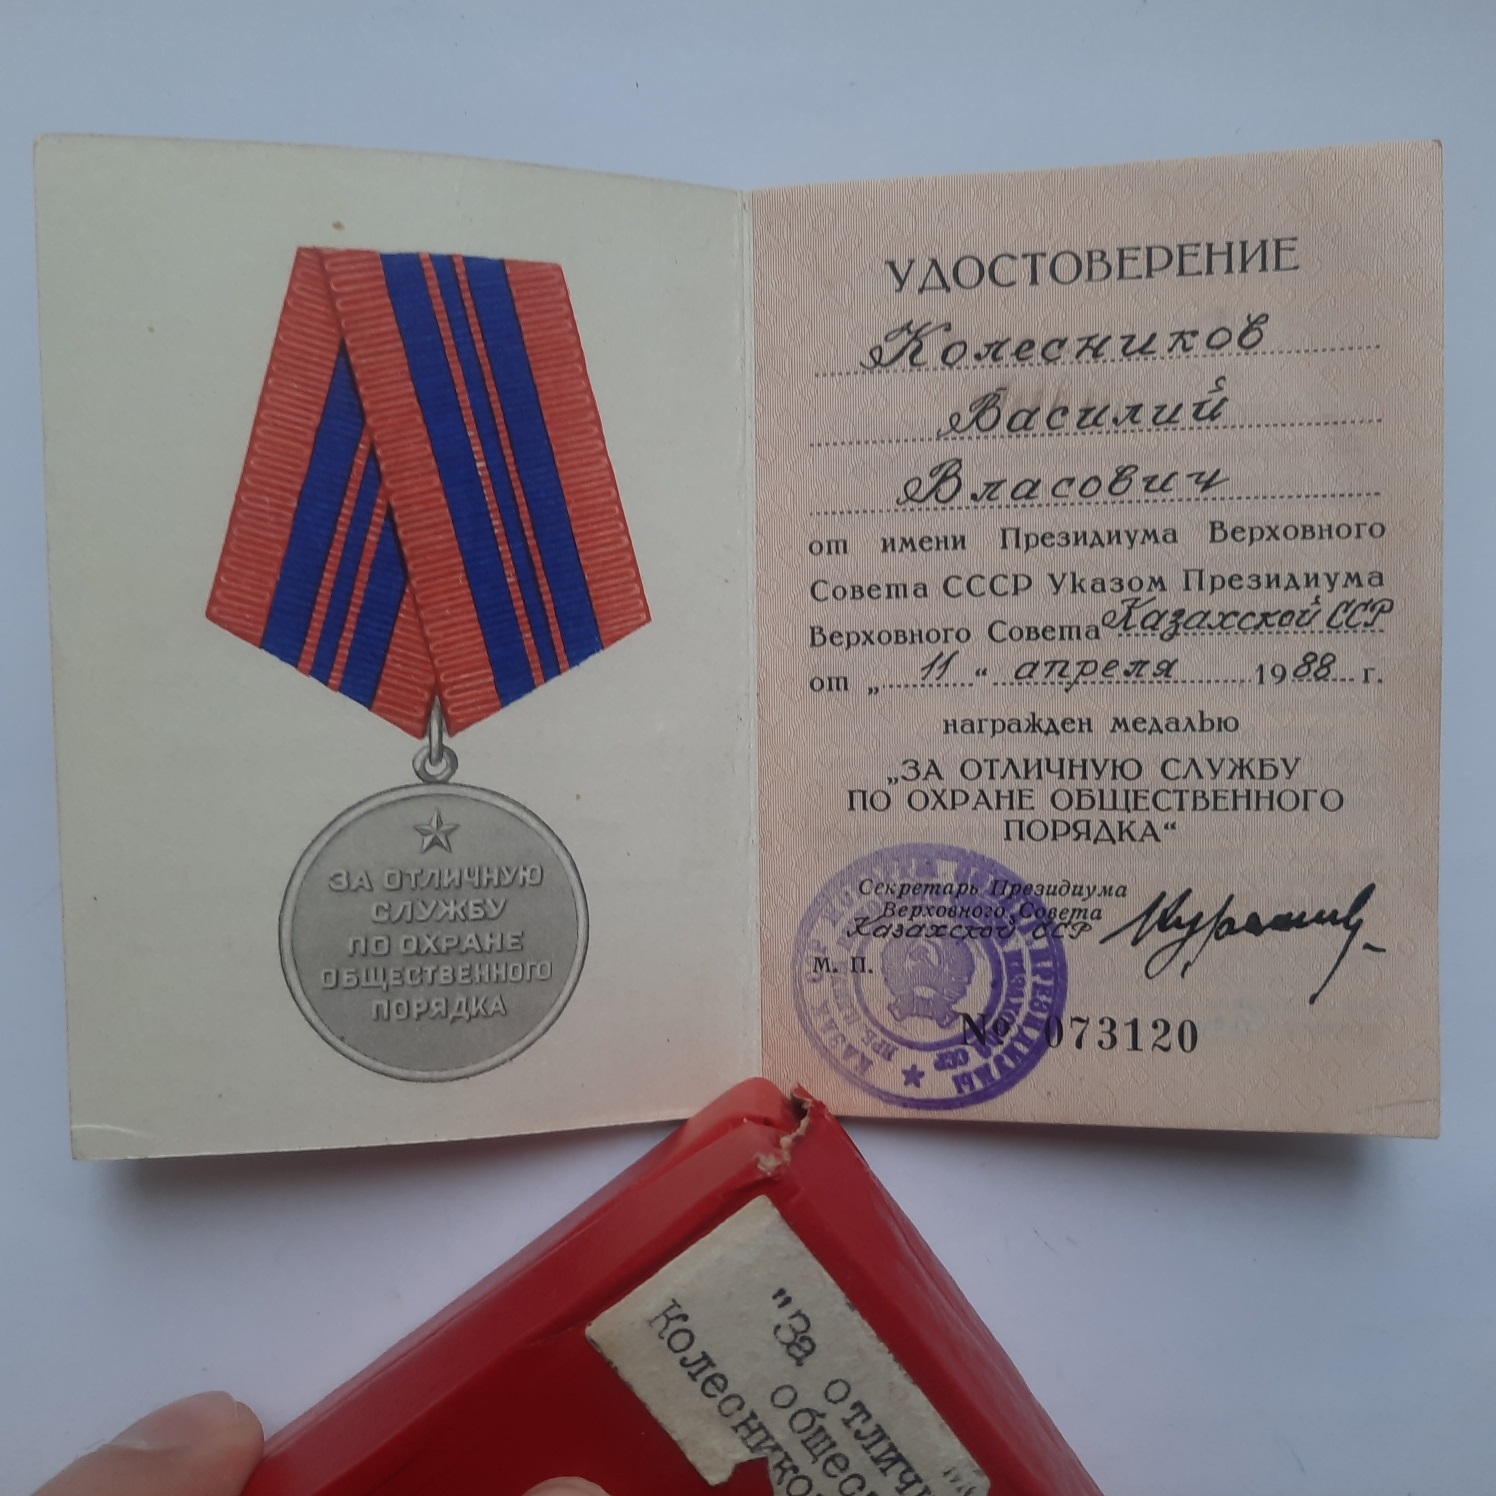 ЗА ОТЛИЧНУЮ
СЛУЖБУ
ПО ОХРАНЕ
ОБЩЕСТВЕННОГО
ПОРЯДКА
УДОСТОВЕРЕНИЕ
Колесников
Василий
Власович
от имени Президиума Верховного
Совета СССР Указом Президиума
Верховного Совета Казахской ССР
от „ 11 “ апреля 1988 г.
награжден медалью
„ЗА ОТЛИЧНУЮ СЛУЖБУ
ПО ОХРАНЕ ОБЩЕСТВЕННОГО
ПОРЯДКА“
Секретарь Президиума
Верховного Совета
Казахской ССР
М. П.
№ 073120
"За отличн
общес
Колесников